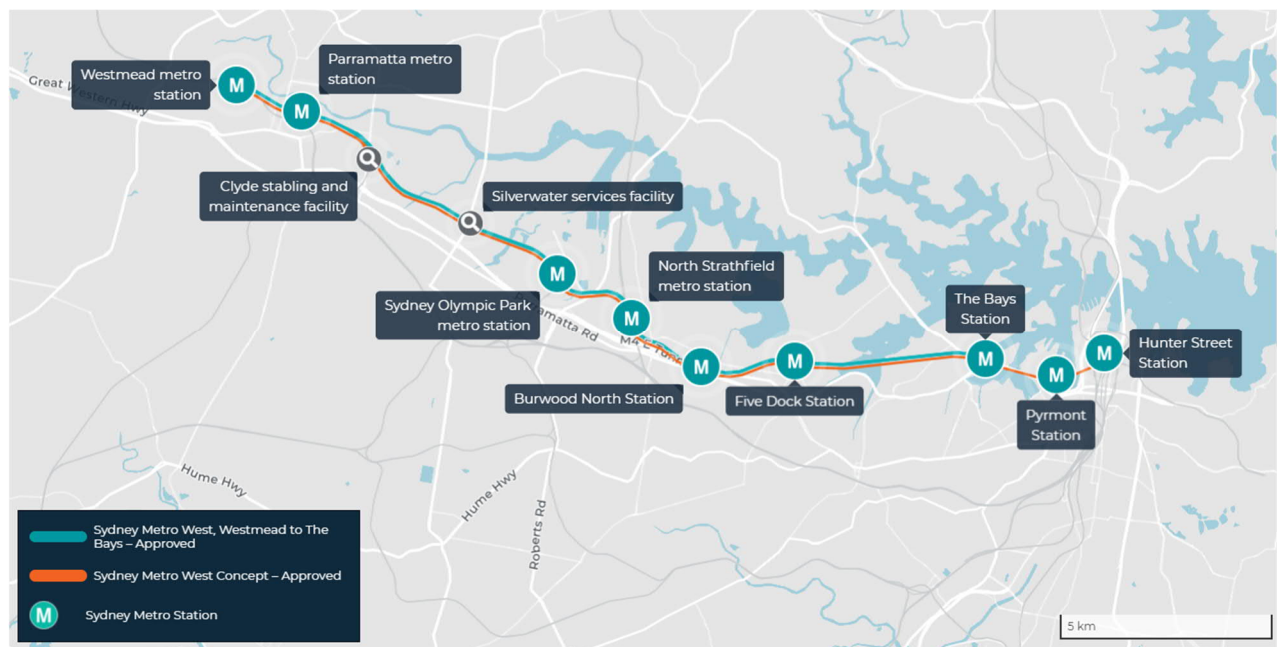 Westmead metro
station
Parramatta metro
station
Great Western Hwy
M
M
Clyde stabling and
maintenance facility
Silverwater services facility
M
Sydney Olympic Park
metro station
North Strathfield
metro station
M
Parramatta Rd
M4 E Tunn
M
Burwood North Station
M
Five Dock Station
The Bays
Station
M
M
Pyrmont
Station
M
Hunter Street
Station
Hume Hwy
Hume Hwy
Roberts Rd
Sydney Metro West, Westmead to The
Bays – Approved
Sydney Metro West Concept – Approved
M
Sydney Metro Station
5 km